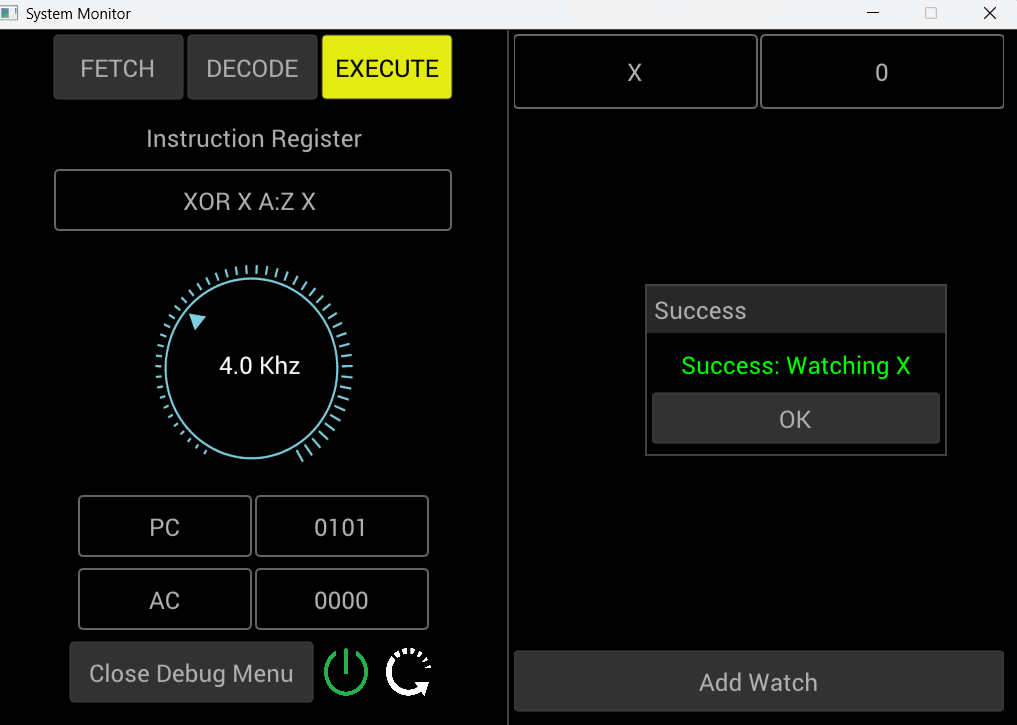 System Monitor
FETCH DECODE EXECUTE
Instruction Register
XOR X A:Z X
4.0 Khz
PC 0101
AC 0000
Close Debug Menu
X 0
Success
Success: Watching X
OK
Add Watch